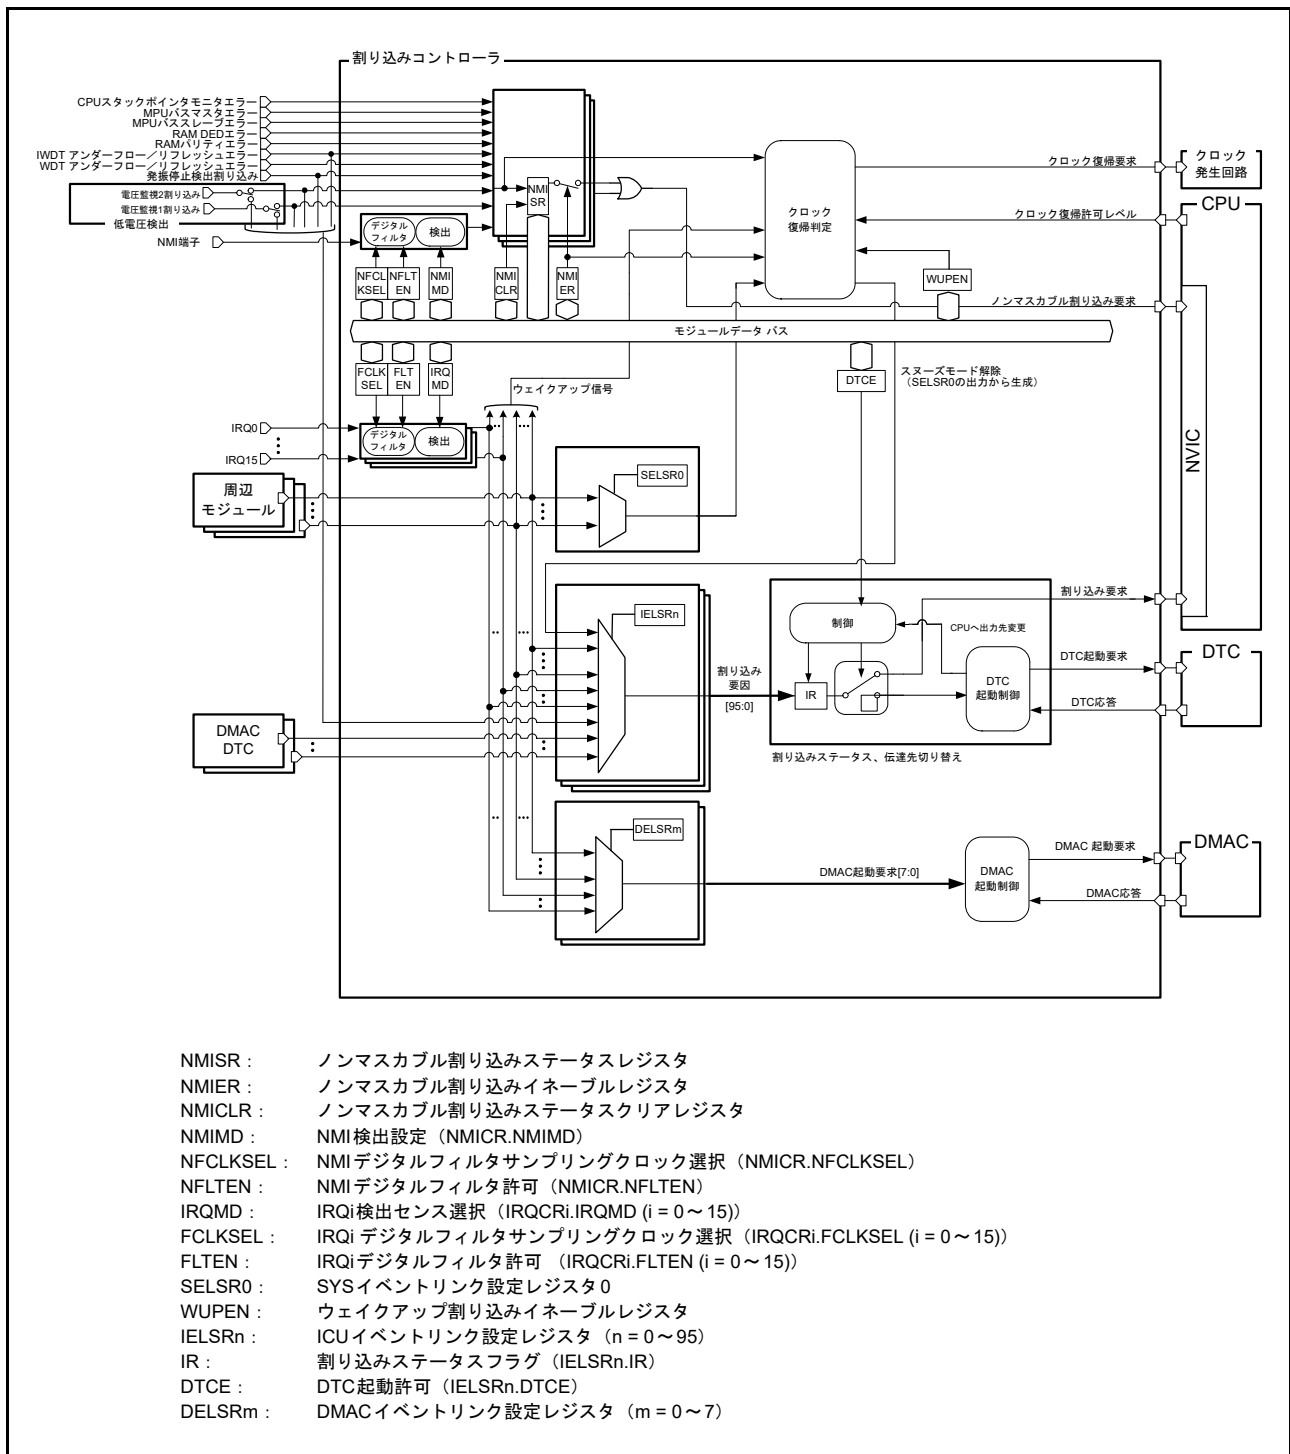 割り込みコントローラ
CPUスタックポインタモニタエラー
MPUバスマスタエラー
MPUバススレーブエラー
RAM DEDエラー
RAMパリティエラー
IWDT アンダーフロー／リフレッシュエラー
WDT アンダーフロー／リフレッシュエラー
発振停止検出割り込み
電圧監視2割り込み
電圧監視1割り込み
低電圧検出
NMI端子
デジタル
フィルタ
検出
NMI
SR
NFCL
KSEL
NFLT
EN
NMI
MD
NMI
CLR
NMI
ER
クロック
復帰判定
WUPEN
クロック復帰要求
クロック
発生回路
クロック復帰許可レベル
CPU
ノンマスカブル割り込み要求
NVIC
モジュールデータ バス
FCLK
SEL
FLT
EN
IRQ
MD
ウェイクアップ信号
DTCE
スヌーズモード解除
（SELSR0の出力から生成）
IRQ0
IRQ15
デジタル
フィルタ
検出
周辺
モジュール
SELSR0
IELSRn
制御
CPUへ出力先変更
割り込み要求
割り込み
要因
[95:0]
IR
DTC
起動制御
DTC起動要求
DTC応答
DTC
割り込みステータス、伝達先切り替え
DMAC
DTC
DELSRm
DMAC起動要求[7:0]
DMAC
起動制御
DMAC 起動要求
DMAC応答
DMAC
NMISR： ノンマスカブル割り込みステータスレジスタ
NMIER： ノンマスカブル割り込みイネーブルレジスタ
NMICLR： ノンマスカブル割り込みステータスクリアレジスタ
NMIMD： NMI検出設定（NMICR.NMIMD）
NFCLKSEL： NMIデジタルフィルタサンプリングクロック選択（NMICR.NFCLKSEL）
NFLTEN： NMIデジタルフィルタ許可（NMICR.NFLTEN）
IRQMD： IRQi検出センス選択（IRQCRi.IRQMD (i = 0～15)）
FCLKSEL： IRQi デジタルフィルタサンプリングクロック選択（IRQCRi.FCLKSEL (i = 0～15)）
FLTEN： IRQiデジタルフィルタ許可 （IRQCRi.FLTEN (i = 0～15)）
SELSR0： SYSイベントリンク設定レジスタ0
WUPEN： ウェイクアップ割り込みイネーブルレジスタ
IELSRn： ICUイベントリンク設定レジスタ（n = 0～95）
IR： 割り込みステータスフラグ（IELSRn.IR）
DTCE： DTC起動許可（IELSRn.DTCE）
DELSRm： DMACイベントリンク設定レジスタ（m = 0～7）